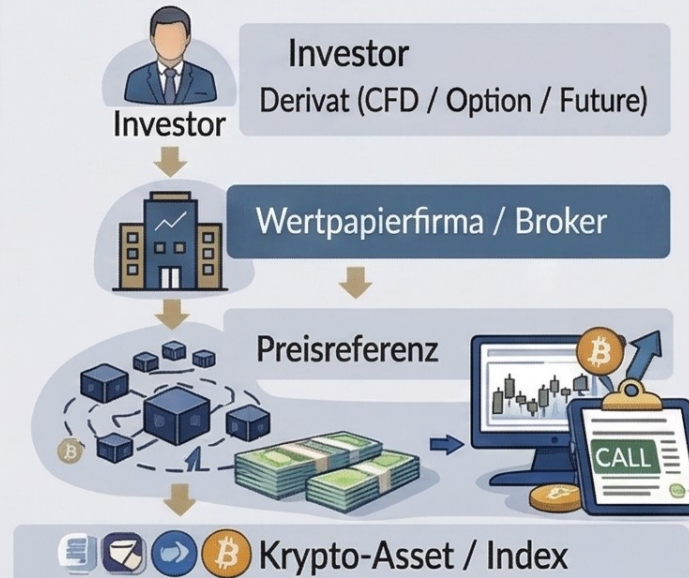 Investor
Derivat (CFD / Option / Future)
Investor
Wertpapierfirma / Broker
Preisreferenz
CALL
Krypto-Asset / Index